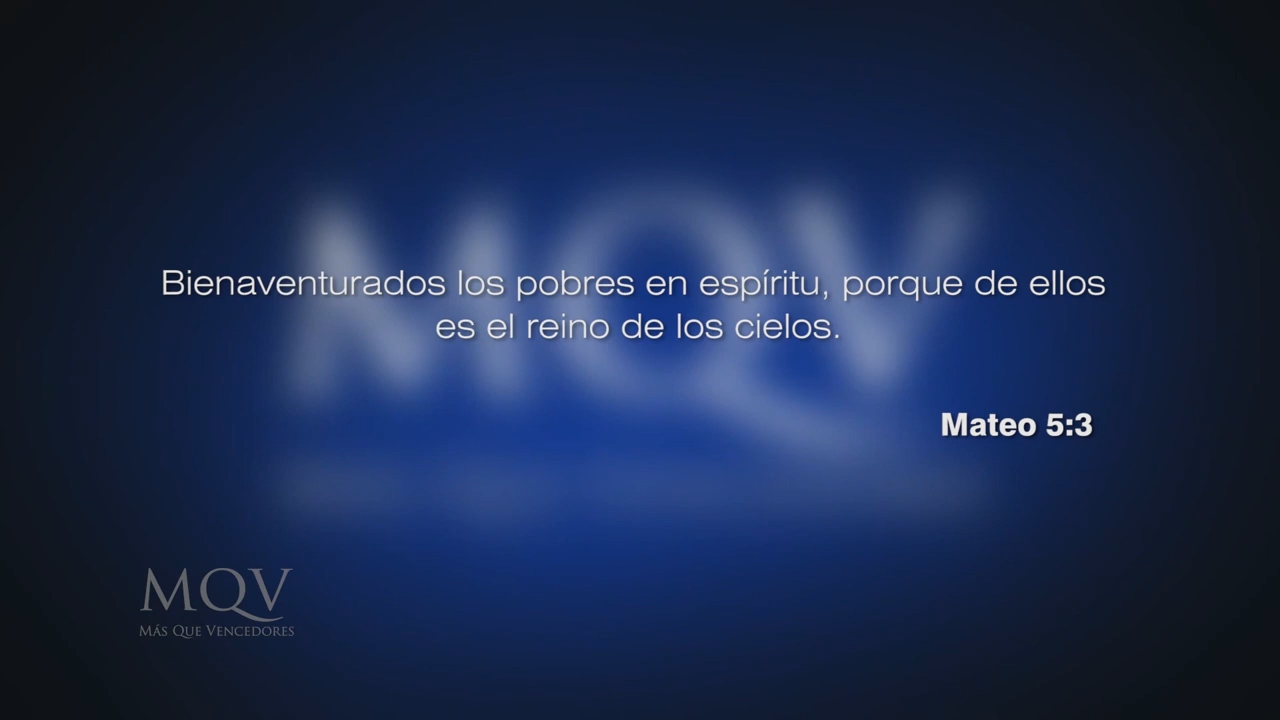 Bienaventurados los pobres en espíritu, porque de ellos
es el reino de los cielos.
Mateo 5:3
MQV
MÁS QUE VENCEDORES